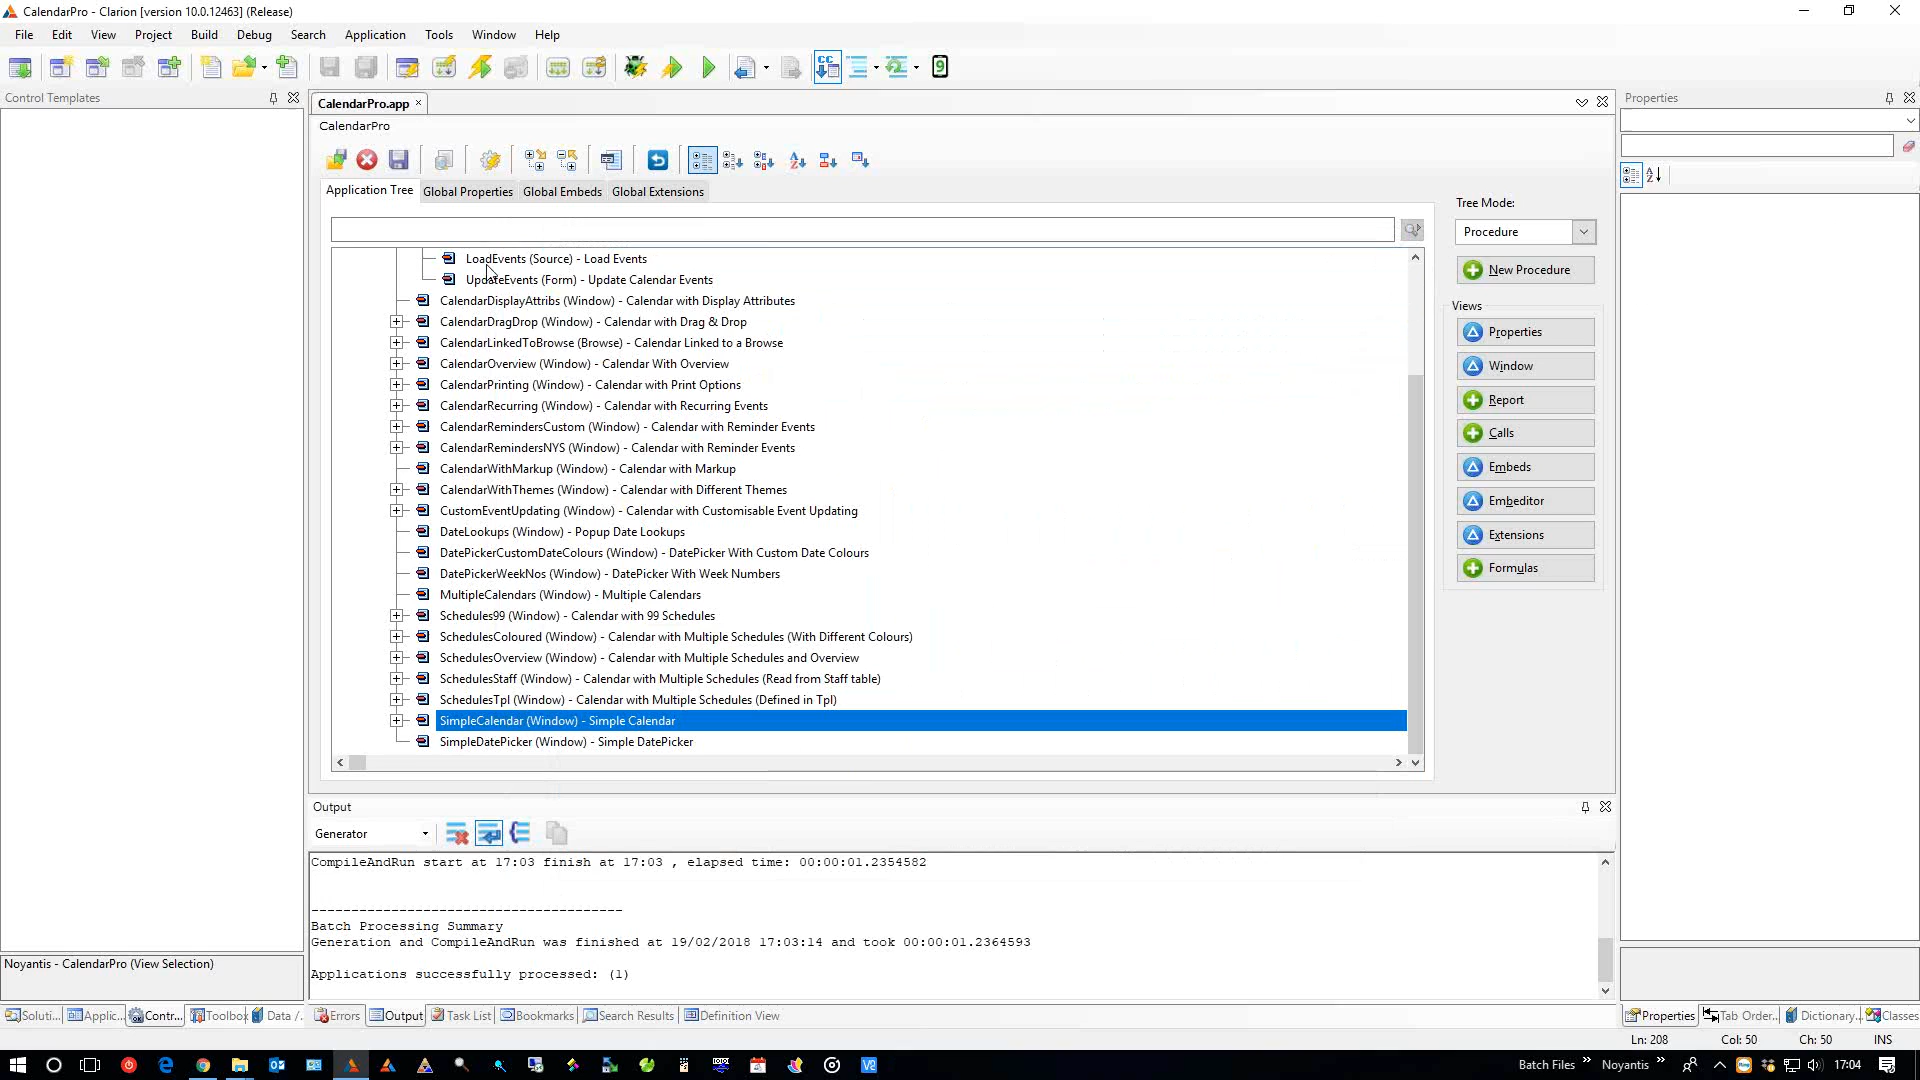 CalendarPro - Clarion [version 10.0.12463] (Release)
File Edit View Project Build Debug Search Application Tools Window Help
Control Templates
CalendarPro.app
Properties
CalendarPro
Application Tree Global Properties Global Embeds Global Extensions
Tree Mode:
Procedure
New Procedure
Views
Properties
Window
Report
Calls
Embeds
Embeditor
Extensions
Formulas
LoadEvents (Source) - Load Events
UpdateEvents (Form) - Update Calendar Events
CalendarDisplayAttribs (Window) - Calendar with Display Attributes
CalendarDragDrop (Window) - Calendar with Drag & Drop
CalendarLinkedToBrowse (Browse) - Calendar Linked to a Browse
CalendarOverview (Window) - Calendar With Overview
CalendarPrinting (Window) - Calendar with Print Options
CalendarRecurring (Window) - Calendar with Recurring Events
CalendarRemindersCustom (Window) - Calendar with Reminder Events
CalendarRemindersNYS (Window) - Calendar with Reminder Events
CalendarWithMarkup (Window) - Calendar with Markup
CalendarWithThemes (Window) - Calendar with Different Themes
CustomEventUpdating (Window) - Calendar with Customisable Event Updating
DateLookups (Window) - Popup Date Lookups
DatePickerCustomDateColours (Window) - DatePicker With Custom Date Colours
DatePickerWeekNos (Window) - DatePicker With Week Numbers
MultipleCalendars (Window) - Multiple Calendars
Schedules99 (Window) - Calendar with 99 Schedules
SchedulesColoured (Window) - Calendar with Multiple Schedules (With Different Colours)
SchedulesOverview (Window) - Calendar with Multiple Schedules and Overview
SchedulesStaff (Window) - Calendar with Multiple Schedules (Read from Staff table)
SchedulesTpl (Window) - Calendar with Multiple Schedules (Defined in Tpl)
SimpleCalendar (Window) - Simple Calendar
SimpleDatePicker (Window) - Simple DatePicker
Output
Generator
CompileAndRun start at 17:03 finish at 17:03 , elapsed time: 00:00:01.2354582
---------------------------------------
Batch Processing Summary
Generation and CompileAndRun was finished at 19/02/2018 17:03:14 and took 00:00:01.2364593
Applications successfully processed: (1)
Noyantis - CalendarPro (View Selection)
Soluti... Applic... Contr... Toolbox Data /... Errors Output Task List Bookmarks Search Results Definition View Properties Tab Order... Dictionary... Classes
Ln: 208 Col: 50 Ch: 50 INS
Batch Files Noyantis 17:04